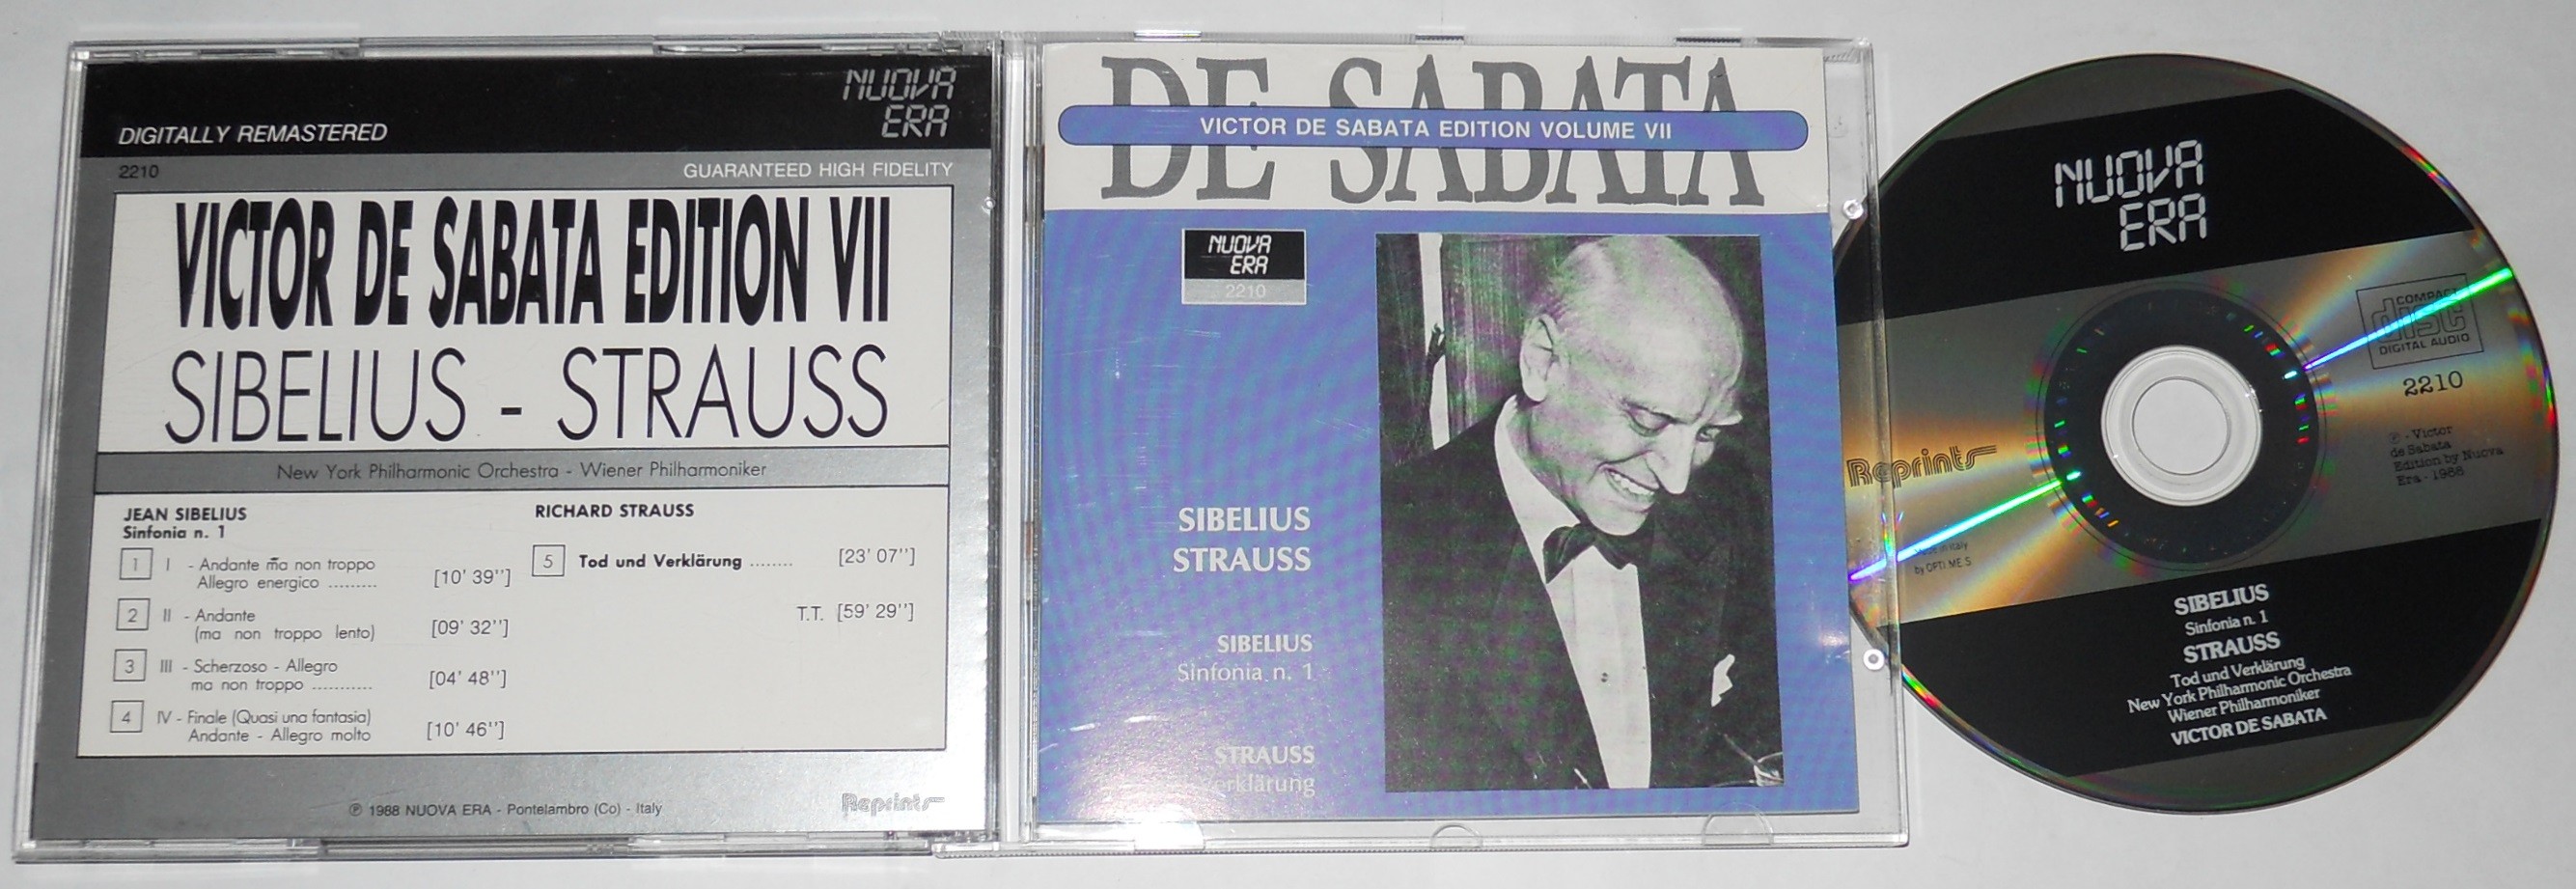 NUOVA
ERA
DIGITALLY REMASTERED
2210
GUARANTEED HIGH FIDELITY
VICTOR DE SABATA EDITION VII
SIBELIUS - STRAUSS
New York Philharmonic Orchestra - Wiener Philharmoniker
JEAN SIBELIUS
Sinfonia n. 1
1 I - Andante ma non troppo
Allegro energico ......... [10' 39'']
2 II - Andante
(ma non troppo lento) [09' 32'']
3 III - Scherzoso - Allegro
ma non troppo ........... [04' 48'']
4 IV - Finale (Quasi una fantasia)
Andante - Allegro molto [10' 46'']
RICHARD STRAUSS
5 Tod und Verklärung ........ [23' 07'']
T.T. [59' 29'']
℗ 1988 NUOVA ERA - Pontelambro (Co) - Italy
Reprints
DE SABATA
VICTOR DE SABATA EDITION VOLUME VII
NUOVA
ERA
2210
SIBELIUS
STRAUSS
SIBELIUS
Sinfonia n. 1
STRAUSS
erklärung
NUOVA
ERA
COMPACT
disc
DIGITAL AUDIO
2210
Reprints
℗ - Victor
de Sabata
Edition by Nuova
Era - 1988
in Italy
by OPTI.ME.S
SIBELIUS
Sinfonia n. 1
STRAUSS
Tod und Verklärung
New York Philharmonic Orchestra
Wiener Philharmoniker
VICTOR DE SABATA